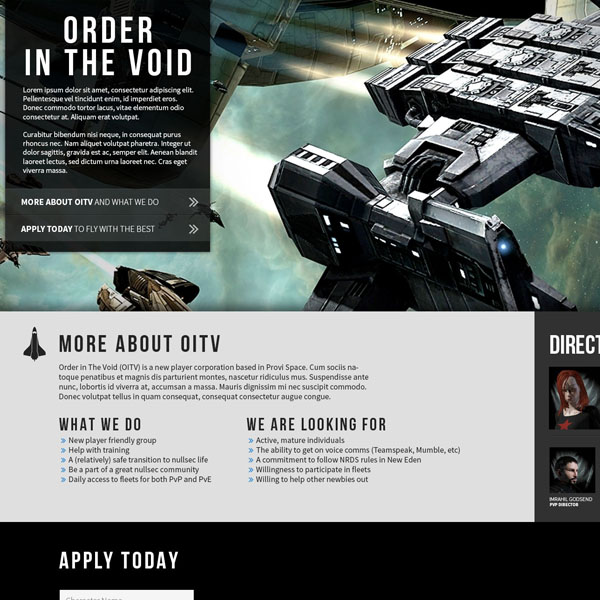 ORDER
IN THE VOID
Lorem ipsum dolor sit amet, consectetur adipiscing elit.
Pellentesque vel tincidunt enim, id imperdiet eros.
Donec commodo tortor lacus, vitae elementum odio
consectetur at. Aliquam erat volutpat.
Curabitur bibendum nisi neque, in consequat purus
rhoncus nec. Nam aliquet volutpat pharetra. Integer ut
dolor sagittis, gravida est ac, semper elit. Aenean blandit
laoreet lectus, sed dictum urna laoreet nec. Cras eget
viverra massa.
MORE ABOUT OITV AND WHAT WE DO
APPLY TODAY TO FLY WITH THE BEST
MORE ABOUT OITV
Order in The Void (OITV) is a new player corporation based in Provi Space. Cum sociis na-
toque penatibus et magnis dis parturient montes, nascetur ridiculus mus. Suspendisse ante
nunc, lobortis id viverra at, accumsan a massa. Mauris dignissim mi nec suscipit commodo.
Donec volutpat tellus in quam consequat, consequat consectetur augue congue.
WHAT WE DO
New player friendly group
Help with training
A (relatively) safe transition to nullsec life
Be a part of a great nullsec community
Daily access to fleets for both PvP and PvE
WE ARE LOOKING FOR
Active, mature individuals
The ability to get on voice comms (Teamspeak, Mumble, etc)
A commitment to follow NRDS rules in New Eden
Willingness to participate in fleets
Willing to help other newbies out
DIRECT
IMRAHIL GODSEND
PVP DIRECTOR
APPLY TODAY
Character Name